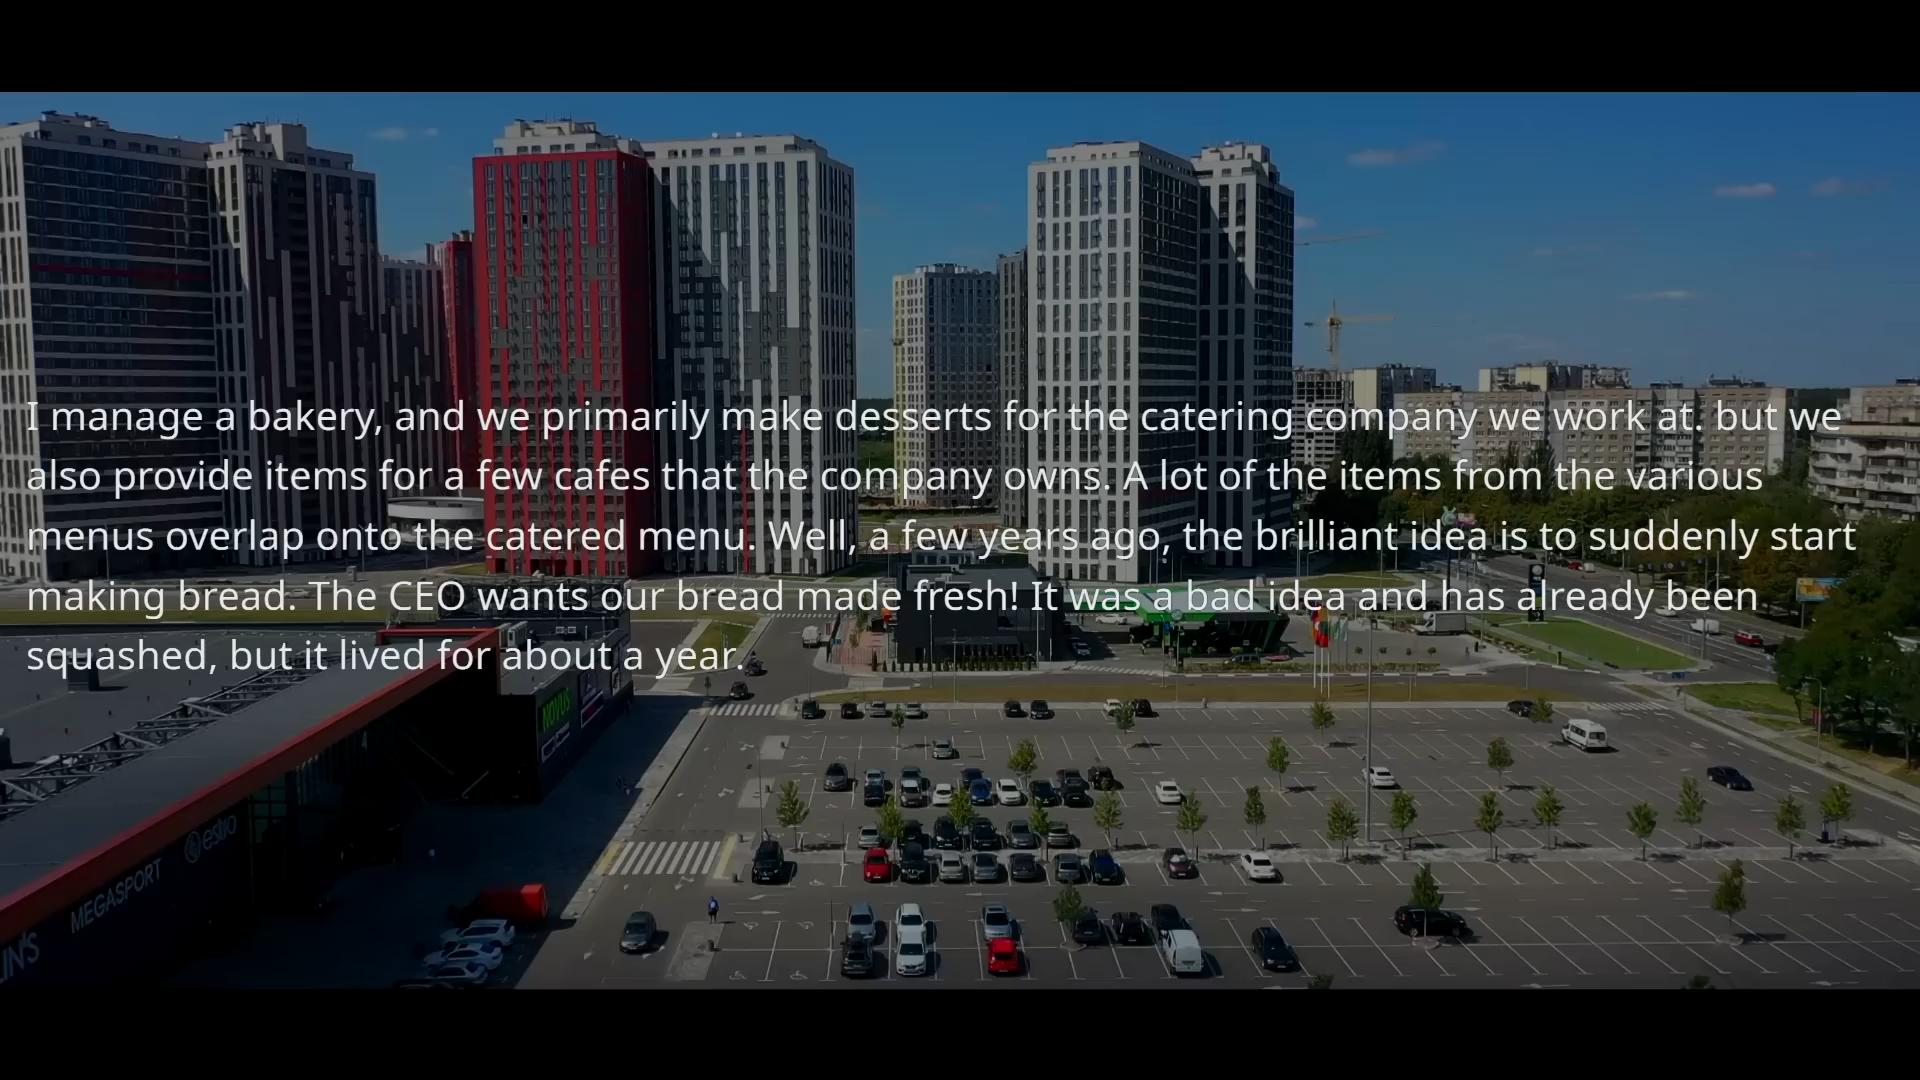 I manage a bakery, and we primarily make desserts for the catering company we work at. but we
also provide items for a few cafes that the company owns. A lot of the items from the various
menus overlap onto the catered menu. Well, a few years ago, the brilliant idea is to suddenly start
making bread. The CEO wants our bread made fresh! It was a bad idea and has already been
squashed, but it lived for about a year.
NOVUS
estro
MEGASPORT